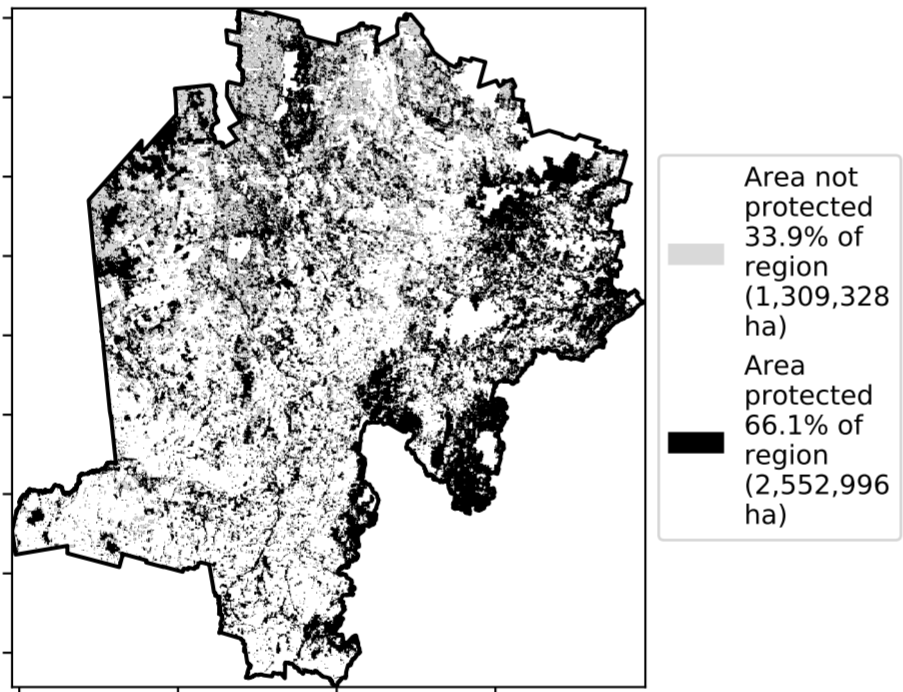 Area not
protected
33.9% of
region
(1,309,328
ha)
Area
protected
66.1% of
region
(2,552,996
ha)